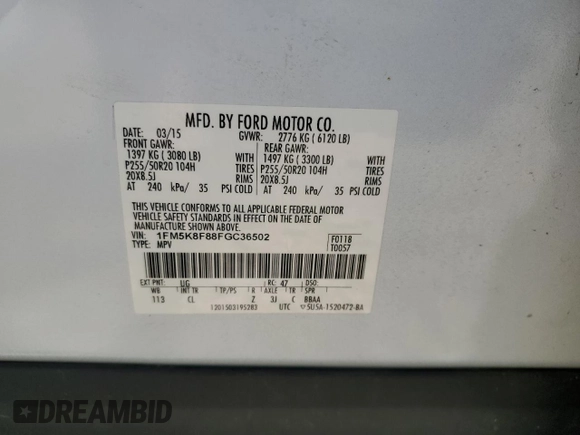 MFD. BY FORD MOTOR CO.
DATE: 03/15 GVWR: 2776 KG ( 6120 LB)
FRONT GAWR: REAR GAWR:
1397 KG ( 3080 LB) WITH 1497 KG ( 3300 LB) WITH
P255/50R20 104H TIRES P255/50R20 104H TIRES
20X8.5J RIMS 20X8.5J RIMS
AT 240 kPa/ 35 PSI COLD AT 240 kPa/ 35 PSI COLD
THIS VEHICLE CONFORMS TO ALL APPLICABLE FEDERAL MOTOR
VEHICLE SAFETY STANDARDS IN EFFECT ON THE DATE OF
MANUFACTURE SHOWN ABOVE.
VIN: 1FM5K8F88FGC36502 F0118
TYPE: MPV T0057
EXT PNT: UG RC: 47 DSO:
WB INT TR TP/PS R AXLE TR SPR
113 CL Z 3J C BBAA
1201503195283 UTC 5U5A-1520472-BA
DREAMBID